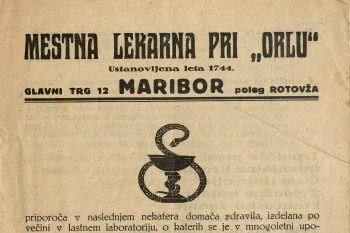 MESTNA LEKARNA PRI „ORLU“
Ustanovljena leta 1744.
GLAVNI TRG 12 MARIBOR poleg ROTOVŽA
priporoča v naslednjem nekatera domača zdravila, izdelana po
večini v lastnem laboratoriju, o katerih se je v mnogoletni upo-